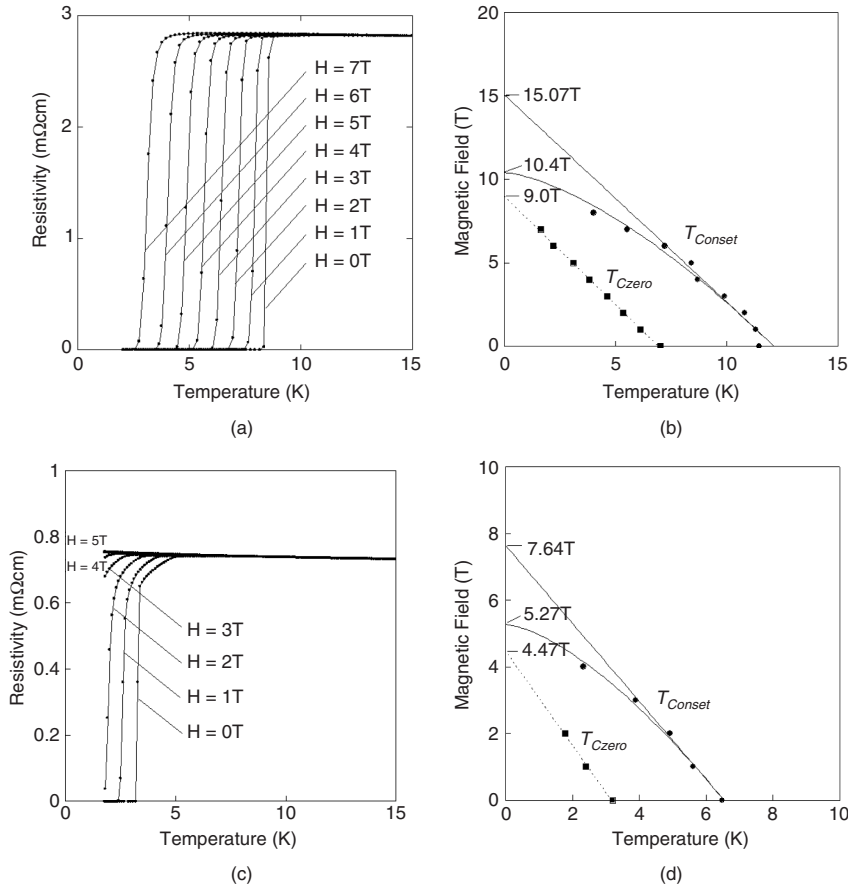 3
2
1
0
0
5
10
15
Resistivity (mΩcm)
Temperature (K)
H = 7T
H = 6T
H = 5T
H = 4T
H = 3T
H = 2T
H = 1T
H = 0T
(a)
20
15
10
5
0
0
5
10
15
Magnetic Field (T)
Temperature (K)
15.07T
10.4T
9.0T
TConset
TCzero
(b)
1
0.8
0.6
0.4
0.2
0
0
5
10
15
Resistivity (mΩcm)
Temperature (K)
H = 5T
H = 4T
H = 3T
H = 2T
H = 1T
H = 0T
(c)
10
8
6
4
2
0
0
2
4
6
8
10
Magnetic Field (T)
Temperature (K)
7.64T
5.27T
4.47T
TConset
TCzero
(d)